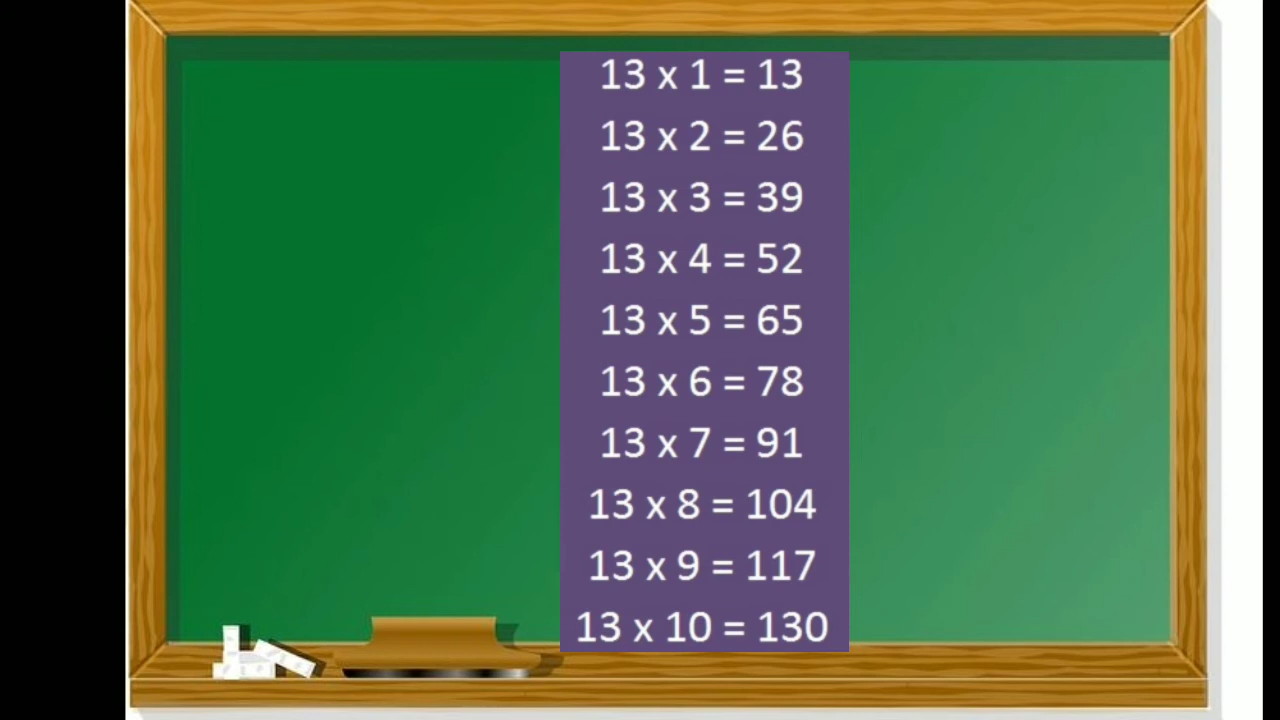 13 x 1 = 13
13 x 2 = 26
13 x 3 = 39
13 x 4 = 52
13 x 5 = 65
13 x 6 = 78
13 x 7 = 91
13 x 8 = 104
13 x 9 = 117
13 x 10 = 130